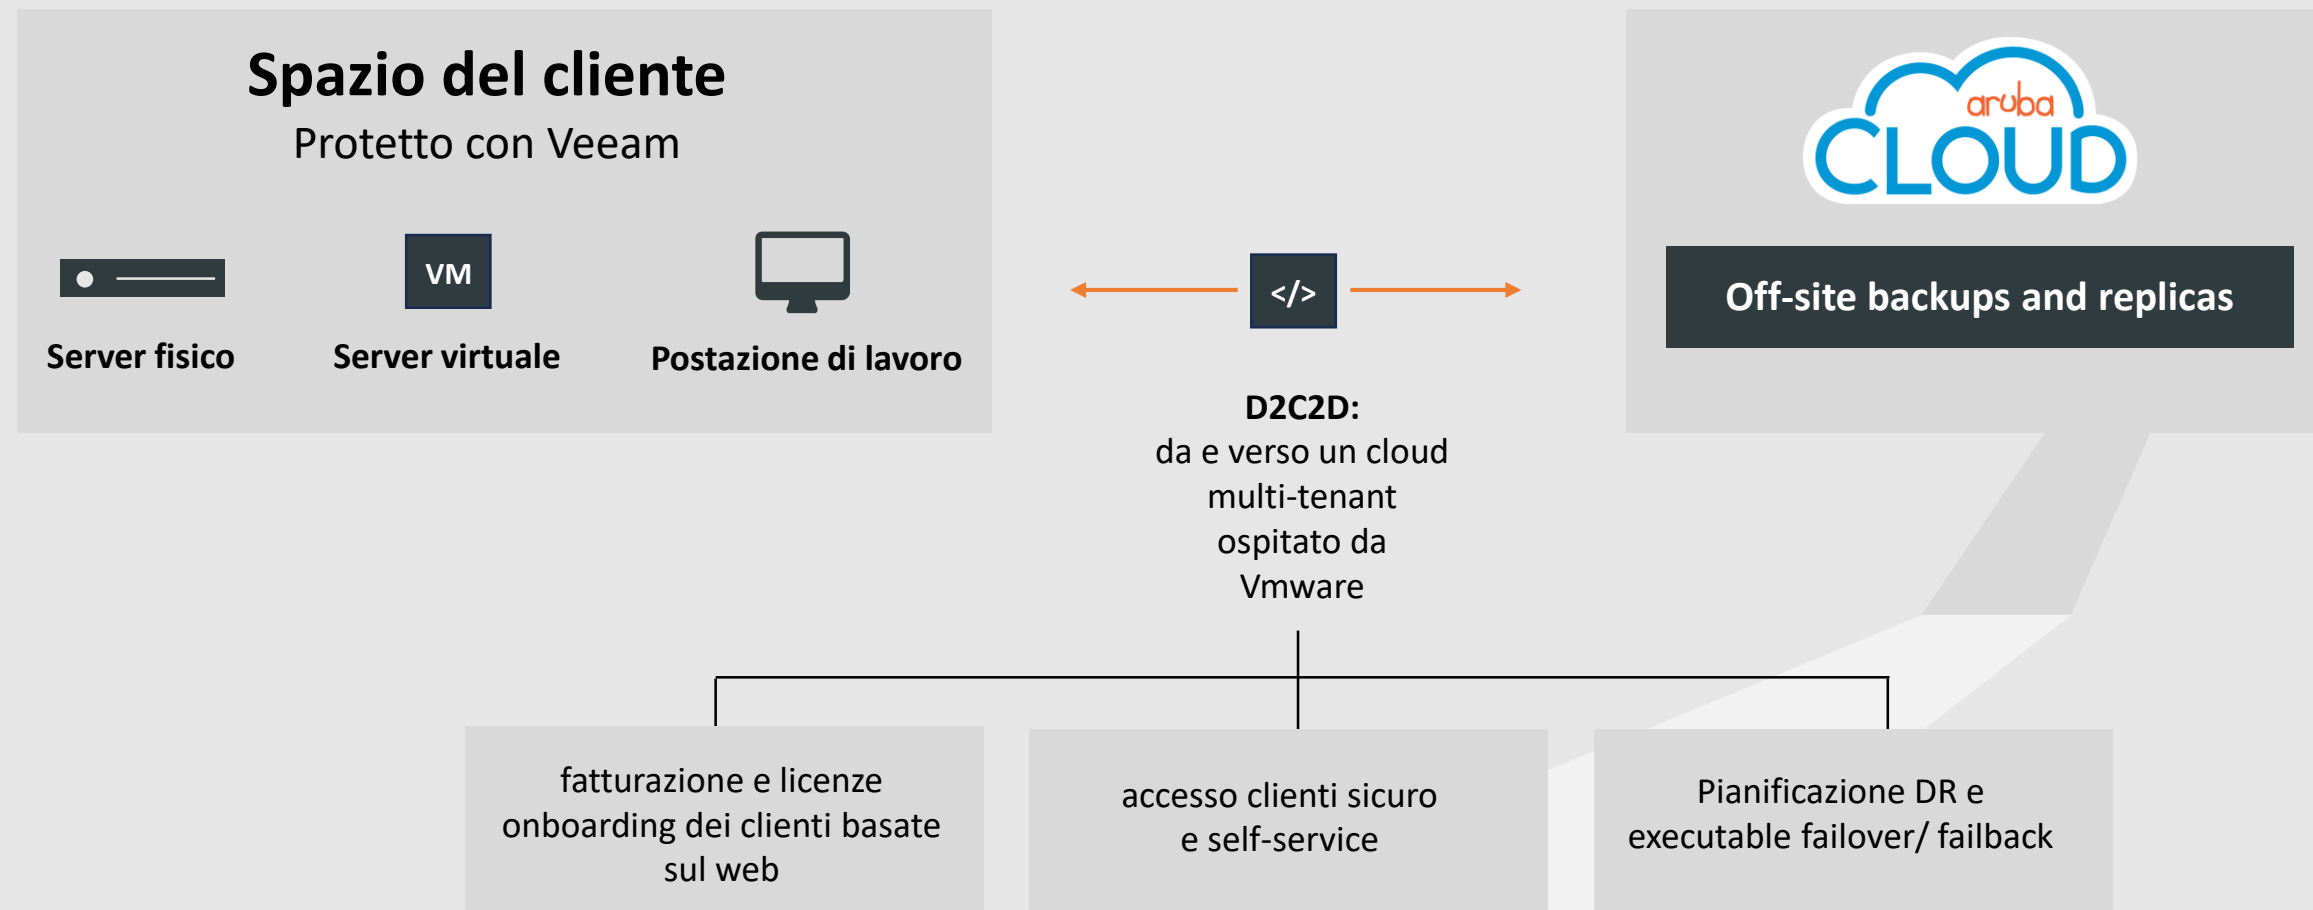 Spazio del cliente
Protetto con Veeam
VM
Server fisico
Server virtuale
Postazione di lavoro
</>
D2C2D:
da e verso un cloud
multi-tenant
ospitato da
Vmware
aruba
CLOUD
Off-site backups and replicas
fatturazione e licenze
onboarding dei clienti basate
sul web
accesso clienti sicuro
e self-service
Pianificazione DR e
executable failover/ failback